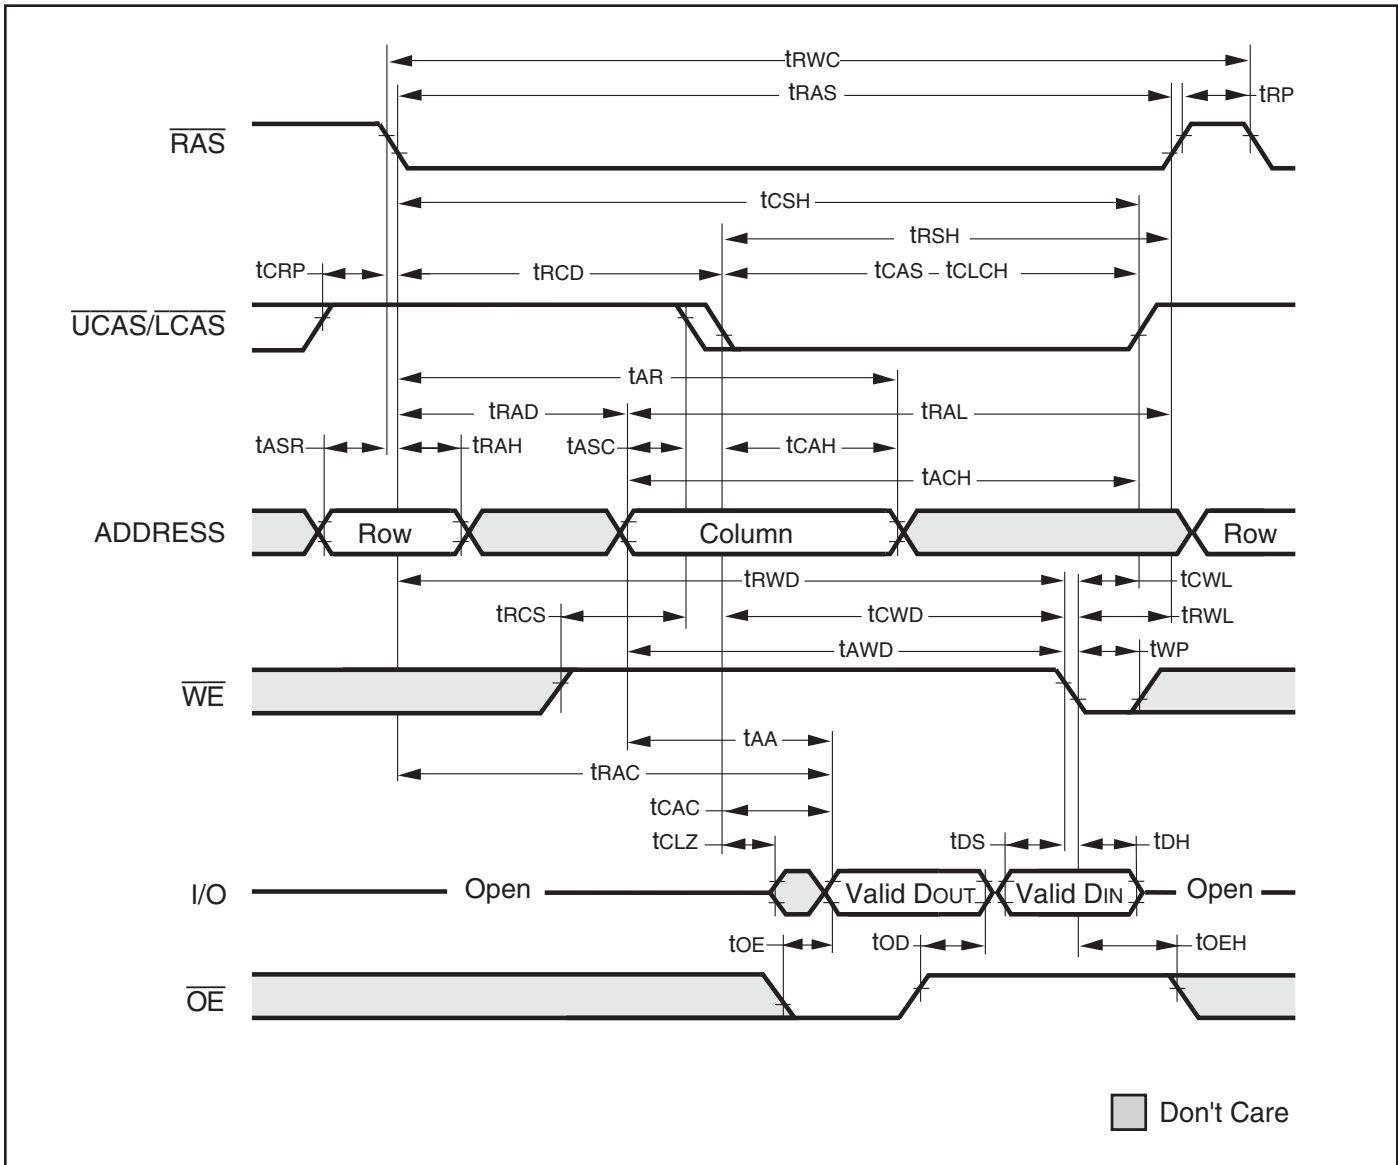 tRWC
tRAS
tRP
RAS
tCSH
tRSH
tCRP
tRCD
tCAS – tCLCH
UCAS/LCAS
tAR
tRAD
tRAL
tASR
tRAH
tASC
tCAH
tACH
ADDRESS
Row
Column
Row
tRWD
tCWL
tRCS
tCWD
tRWL
tAWD
tWP
WE
tAA
tRAC
tCAC
tCLZ
tDS
tDH
I/O
Open
Valid DOUT
Valid DIN
Open
tOE
tOD
tOEH
OE
Don't Care